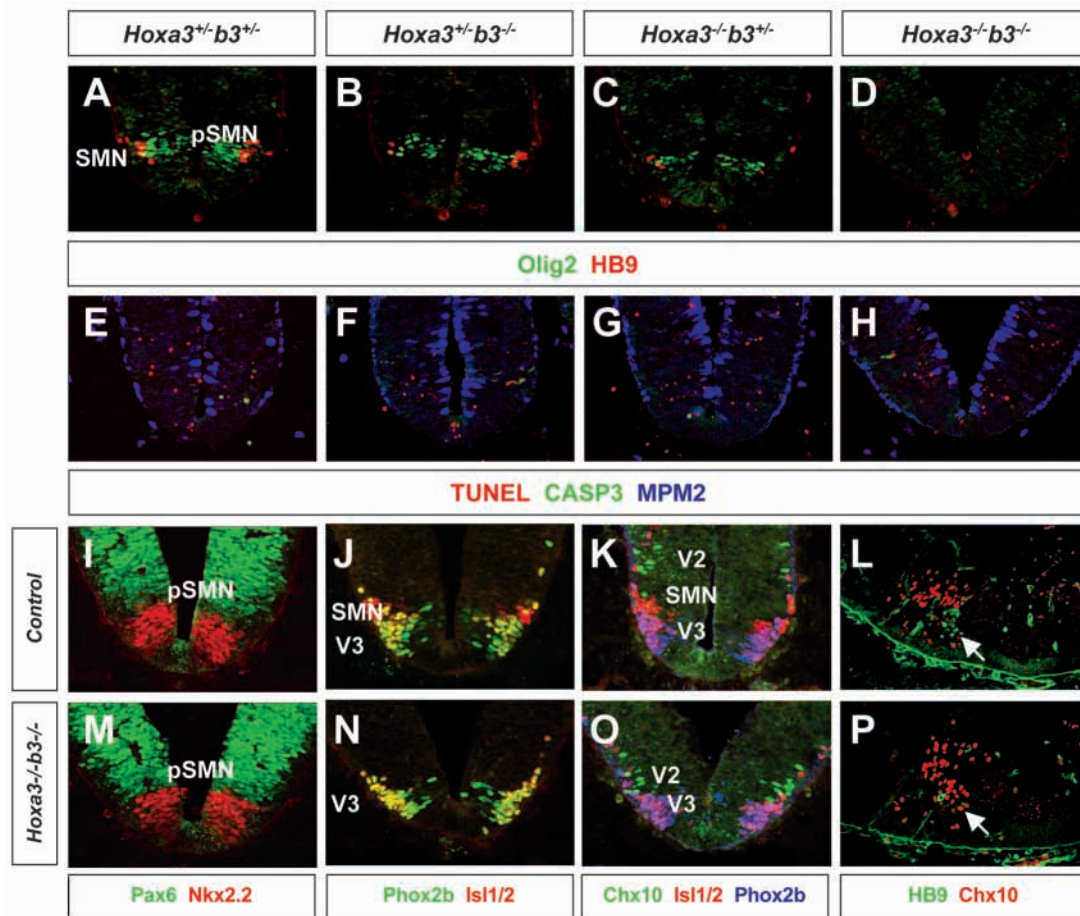 Hoxa3+/-b3+/- Hoxa3+/-b3-/- Hoxa3-/-b3+/- Hoxa3-/-b3-/-
A B C D
pSMN
SMN
Olig2 HB9
E F G H
TUNEL CASP3 MPM2
Control
I J K L
pSMN
SMN
V3
V2
SMN
V3
Hoxa3-/-b3-/-
M N O P
pSMN
V3
V2
V3
Pax6 Nkx2.2 Phox2b Isl1/2 Chx10 Isl1/2 Phox2b HB9 Chx10